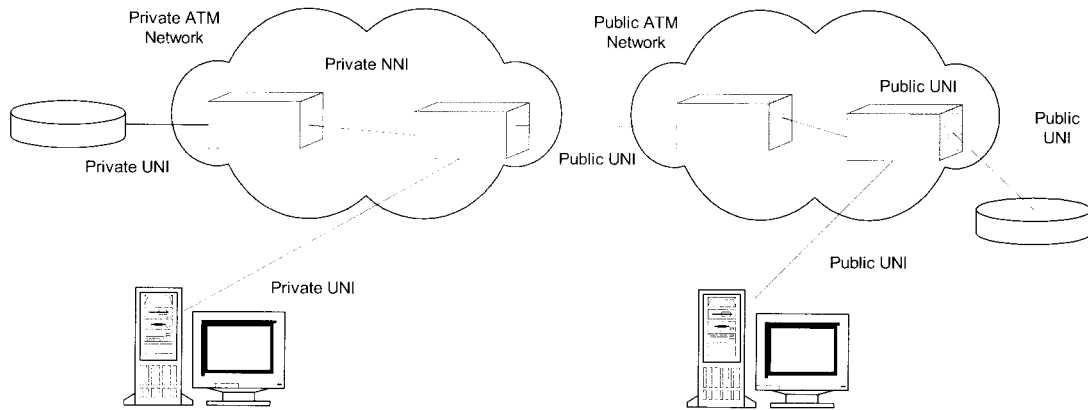 Private ATM
Network
Public ATM
Network
Private NNI
Public UNI
Public
UNI
Private UNI
Public UNI
Public UNI
Private UNI